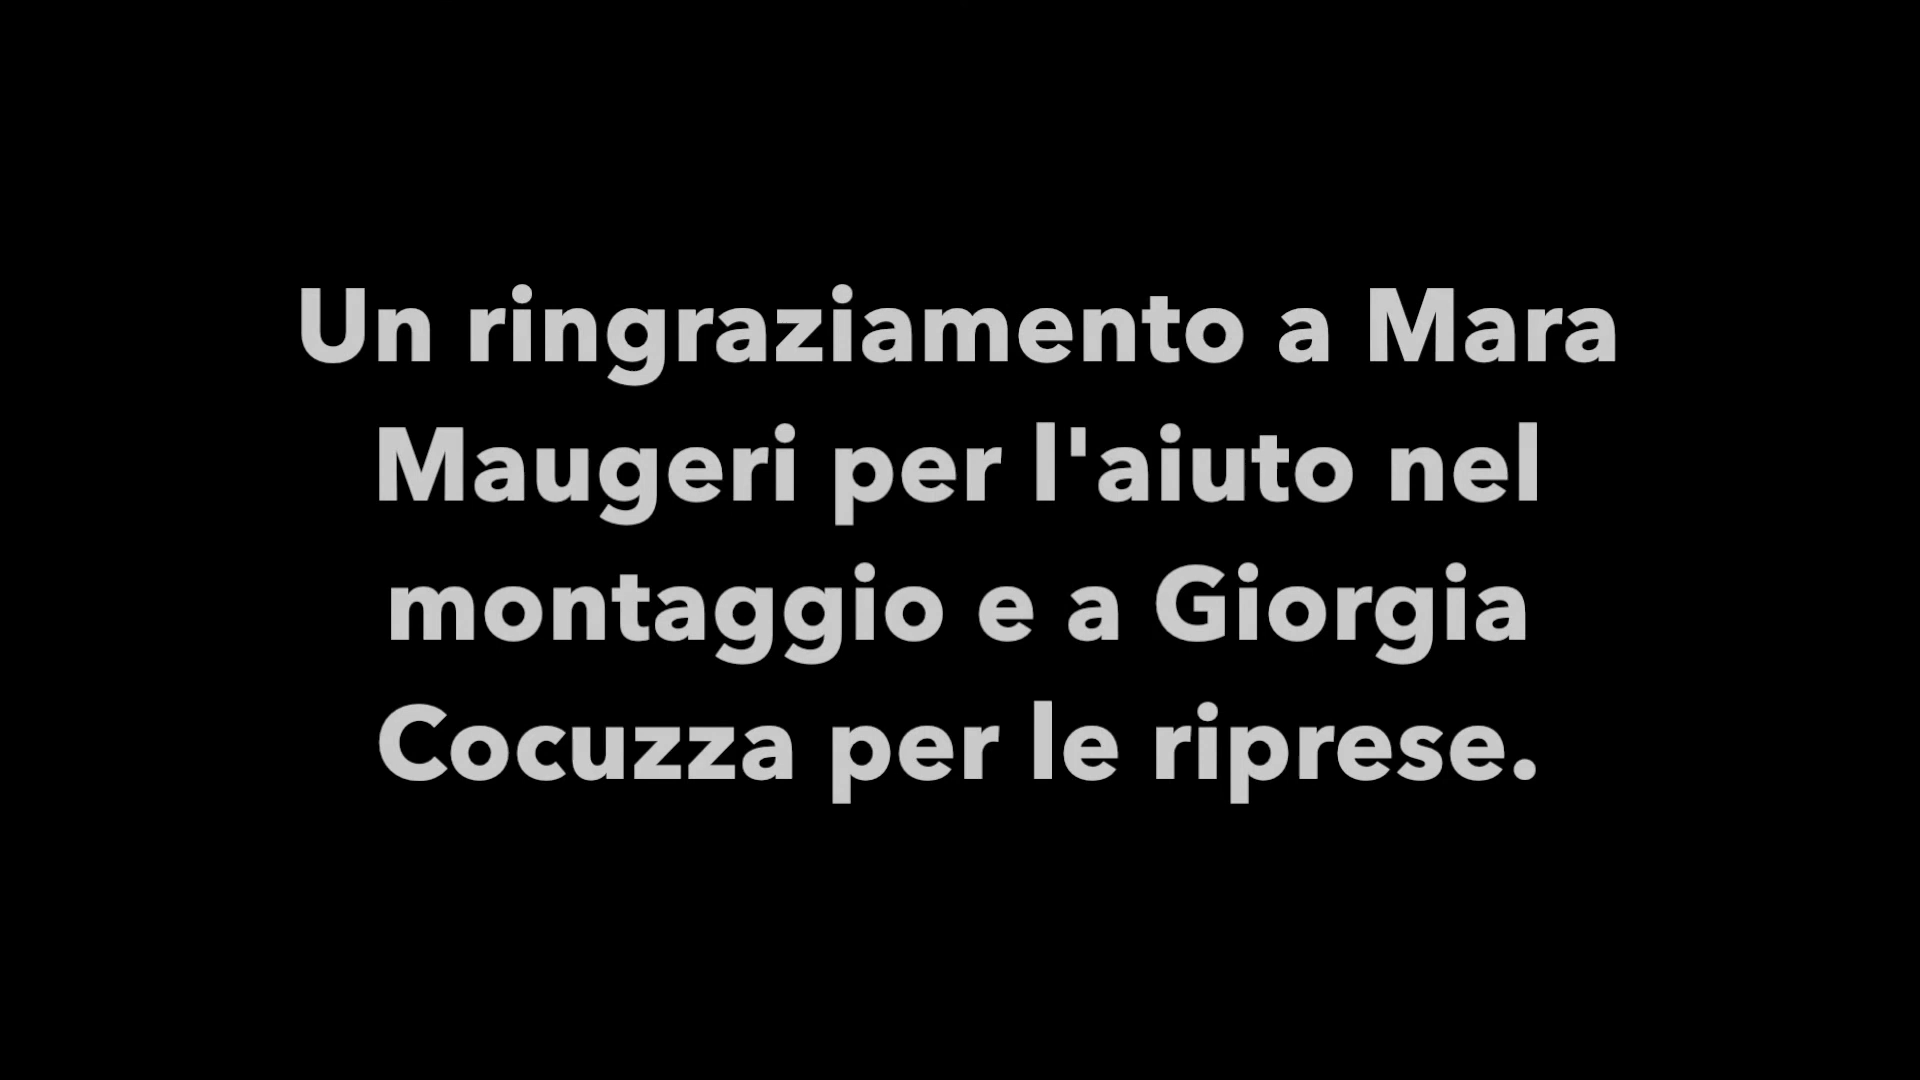 Un ringraziamento a Mara
Maugeri per l'aiuto nel
montaggio e a Giorgia
Cocuzza per le riprese.